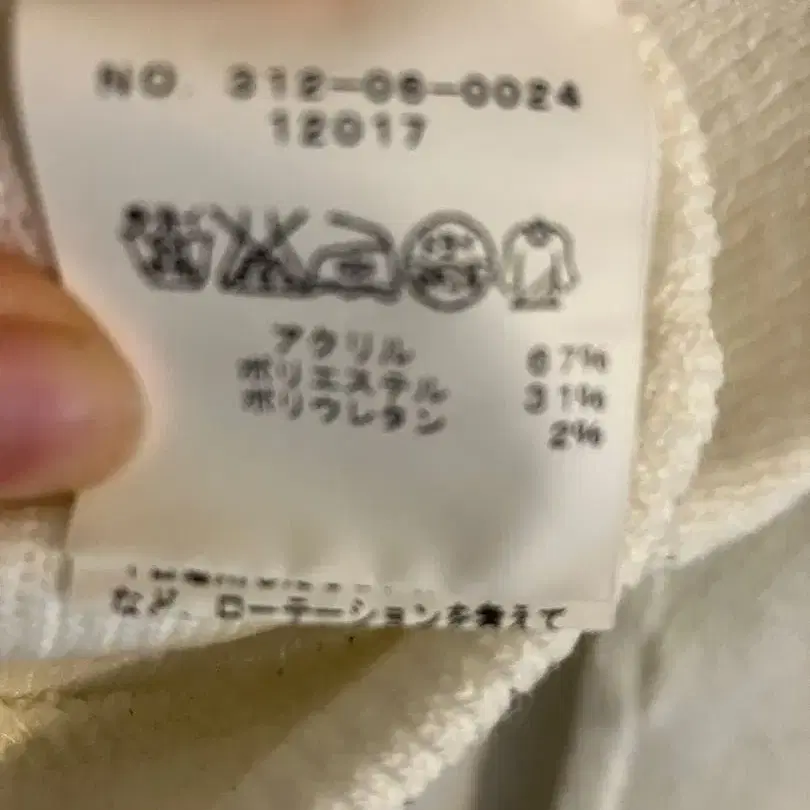 NO. 312-06-0024
12017
アクリル 67%
ポリエステル 31%
ポリウレタン 2%
など、ローテーションを考えて